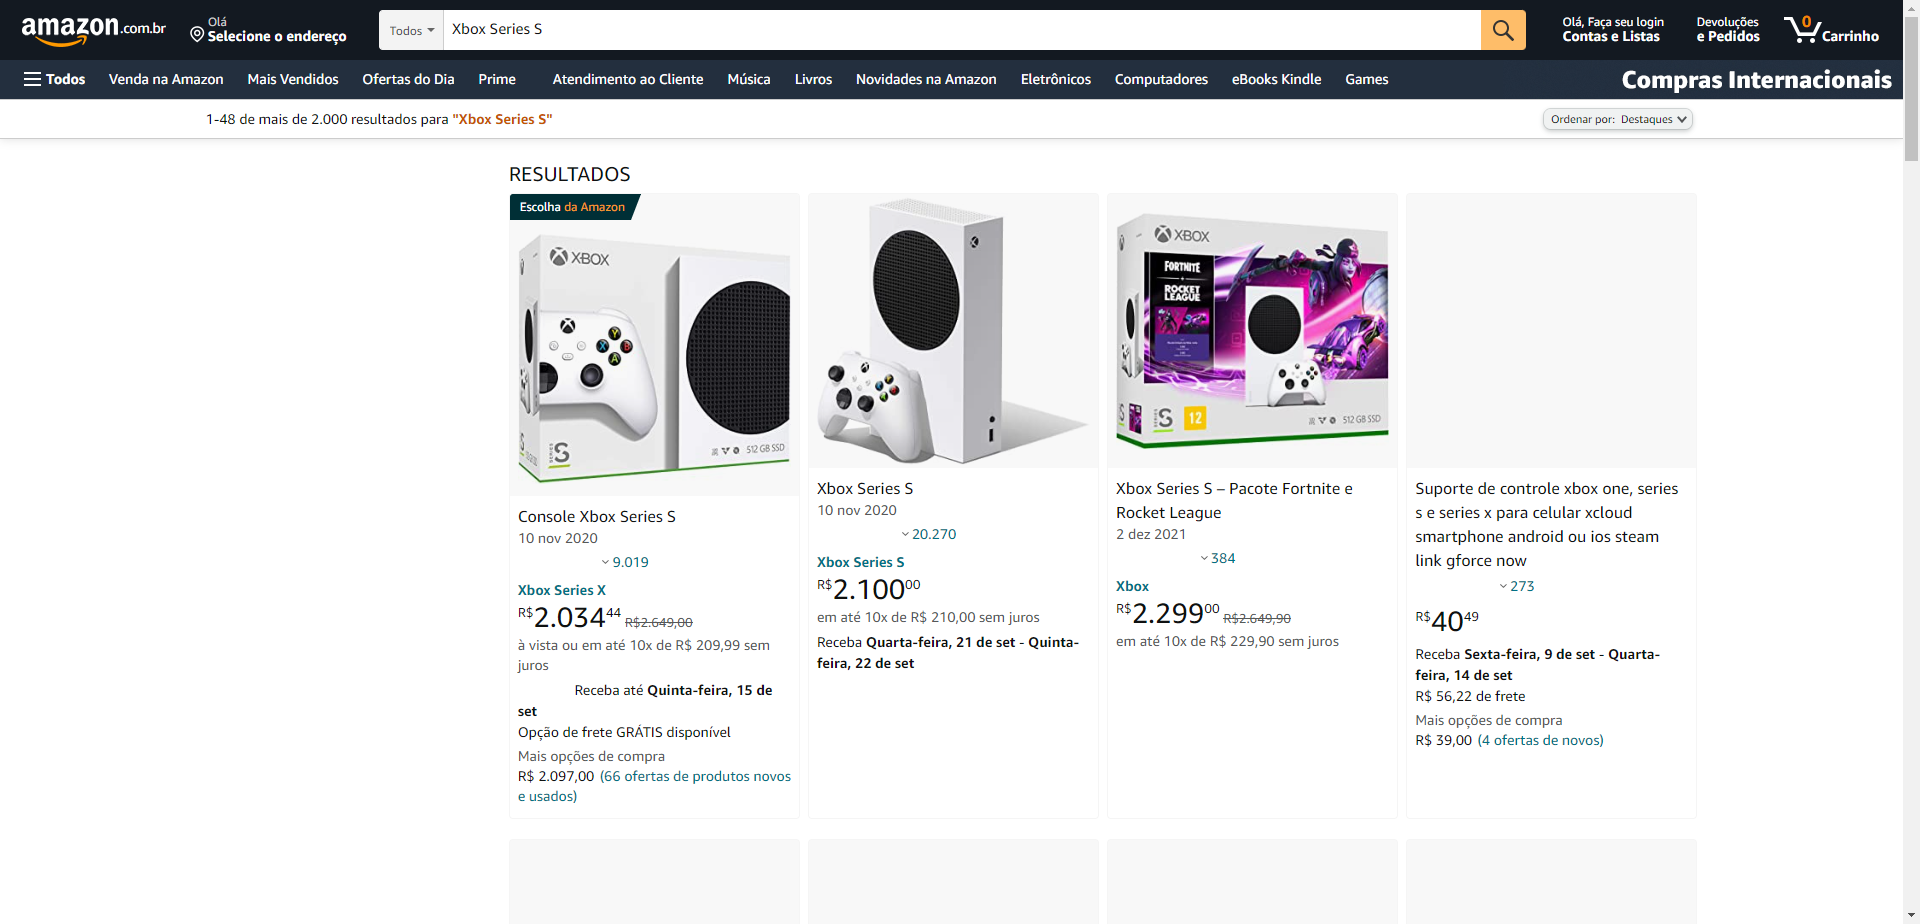 amazon.com.br
Olá
Selecione o endereço
Todos
Xbox Series S
Olá, Faça seu login
Contas e Listas
Devoluções
e Pedidos
0
Carrinho
Todos
Venda na Amazon
Mais Vendidos
Ofertas do Dia
Prime
Atendimento ao Cliente
Música
Livros
Novidades na Amazon
Eletrônicos
Computadores
eBooks Kindle
Games
Compras Internacionais
1-48 de mais de 2.000 resultados para "Xbox Series S"
Ordenar por: Destaques
RESULTADOS
Escolha da Amazon
XBOX
Y
X
B
A
SERIES
S
512 GB SSD
Console Xbox Series S
10 nov 2020
9.019
Xbox Series X
R$2.03444 R$2.649,00
à vista ou em até 10x de R$ 209,99 sem
juros
Receba até Quinta-feira, 15 de
set
Opção de frete GRÁTIS disponível
Mais opções de compra
R$ 2.097,00 (66 ofertas de produtos novos
e usados)
Xbox Series S
10 nov 2020
20.270
Xbox Series S
R$2.10000
em até 10x de R$ 210,00 sem juros
Receba Quarta-feira, 21 de set - Quinta-
feira, 22 de set
XBOX
FORTNITE
+
ROCKET
LEAGUE
SERIES
S
12
512 GB SSD
Xbox Series S – Pacote Fortnite e
Rocket League
2 dez 2021
384
Xbox
R$2.29900 R$2.649,90
em até 10x de R$ 229,90 sem juros
Suporte de controle xbox one, series
s e series x para celular xcloud
smartphone android ou ios steam
link gforce now
273
R$4049
Receba Sexta-feira, 9 de set - Quarta-
feira, 14 de set
R$ 56,22 de frete
Mais opções de compra
R$ 39,00 (4 ofertas de novos)